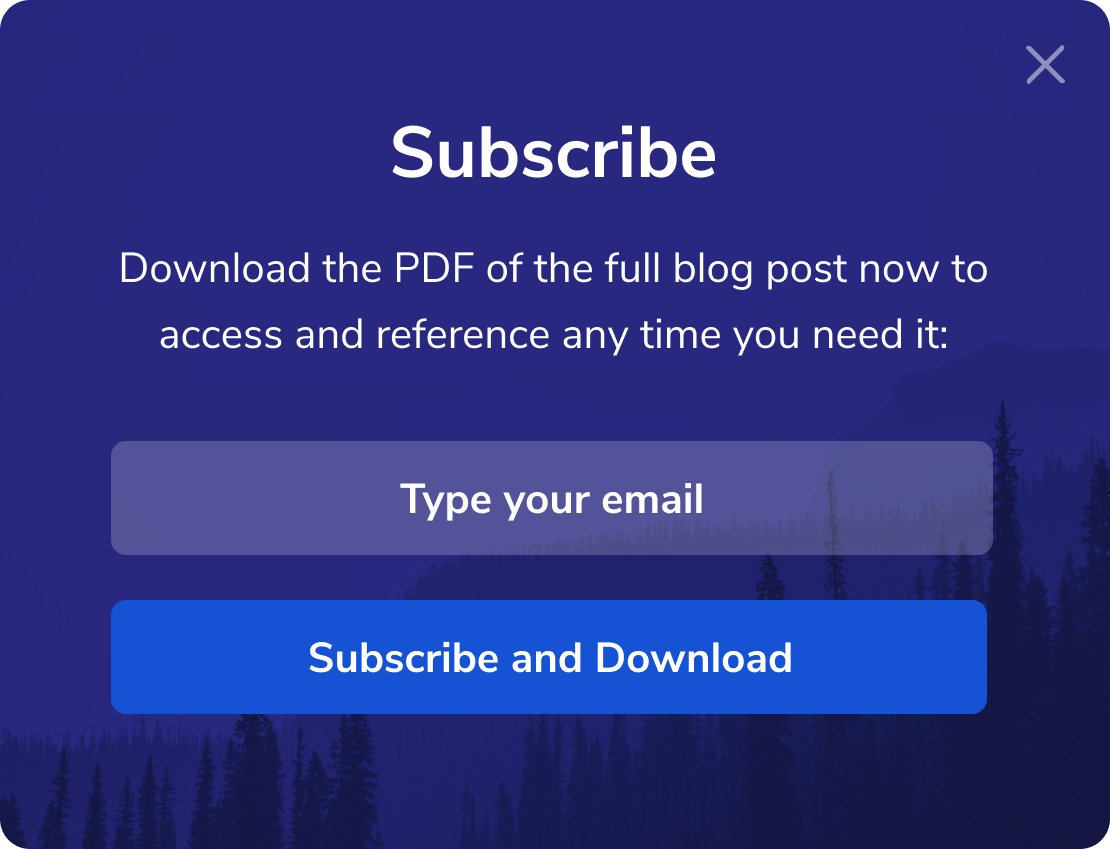 Subscribe
Download the PDF of the full blog post now to
access and reference any time you need it:
Type your email
Subscribe and Download